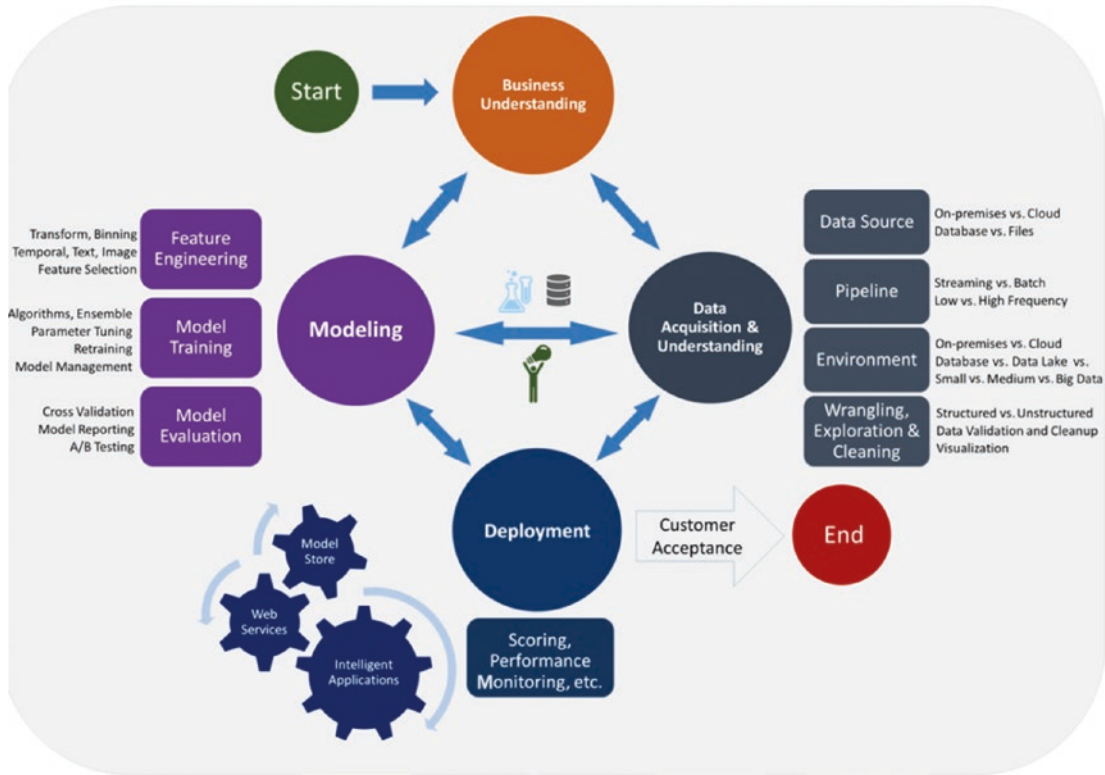 Start
Business
Understanding
Transform, Binning
Temporal, Text, Image
Feature Selection
Feature
Engineering
Algorithms, Ensemble
Parameter Tuning
Retraining
Model Management
Model
Training
Cross Validation
Model Reporting
A/B Testing
Model
Evaluation
Modeling
Data
Acquisition &
Understanding
Data Source
On-premises vs. Cloud
Database vs. Files
Pipeline
Streaming vs. Batch
Low vs. High Frequency
Environment
On-premises vs. Cloud
Database vs. Data Lake vs.
Small vs. Medium vs. Big Data
Wrangling,
Exploration &
Cleaning
Structured vs. Unstructured
Data Validation and Cleanup
Visualization
Deployment
Customer
Acceptance
End
Model
Store
Web
Services
Intelligent
Applications
Scoring,
Performance
Monitoring, etc.